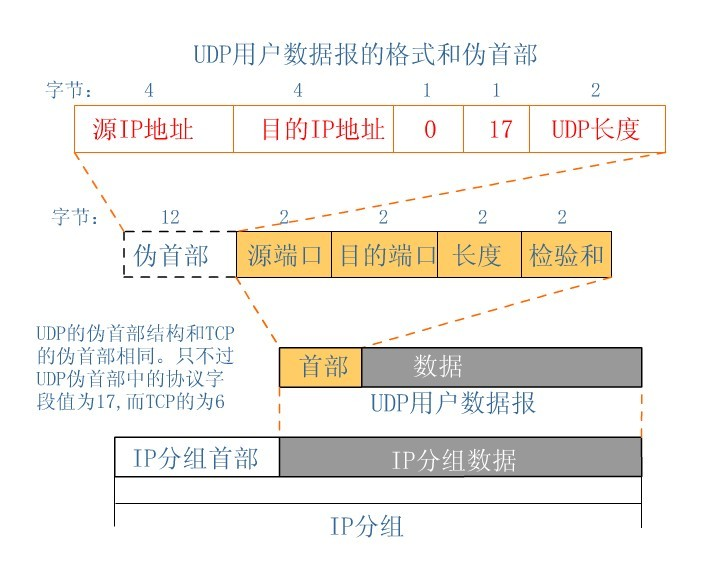 UDP用户数据报的格式和伪首部
字节: 4 4 1 1 2
源IP地址 目的IP地址 0 17 UDP长度
字节: 12 2 2 2 2
伪首部 源端口 目的端口 长度 检验和
UDP的伪首部结构和TCP
的伪首部相同。只不过
UDP伪首部中的协议字
段值为17,而TCP的为6
首部 数据
UDP用户数据报
IP分组首部 IP分组数据
IP分组